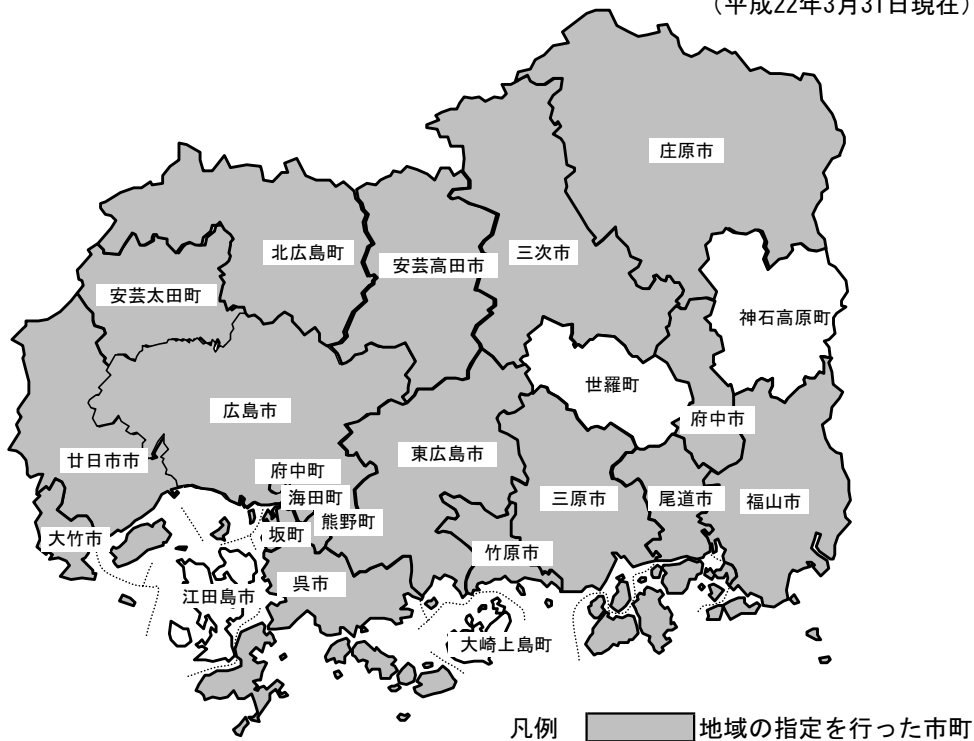 （平成22年3月31日現在）
庄原市
北広島町
三次市
安芸高田市
安芸太田町
神石高原町
世羅町
広島市
府中市
東広島市
廿日市市
府中町
海田町
三原市
尾道市
福山市
熊野町
坂町
大竹市
竹原市
呉市
江田島市
大崎上島町
凡例 地域の指定を行った市町